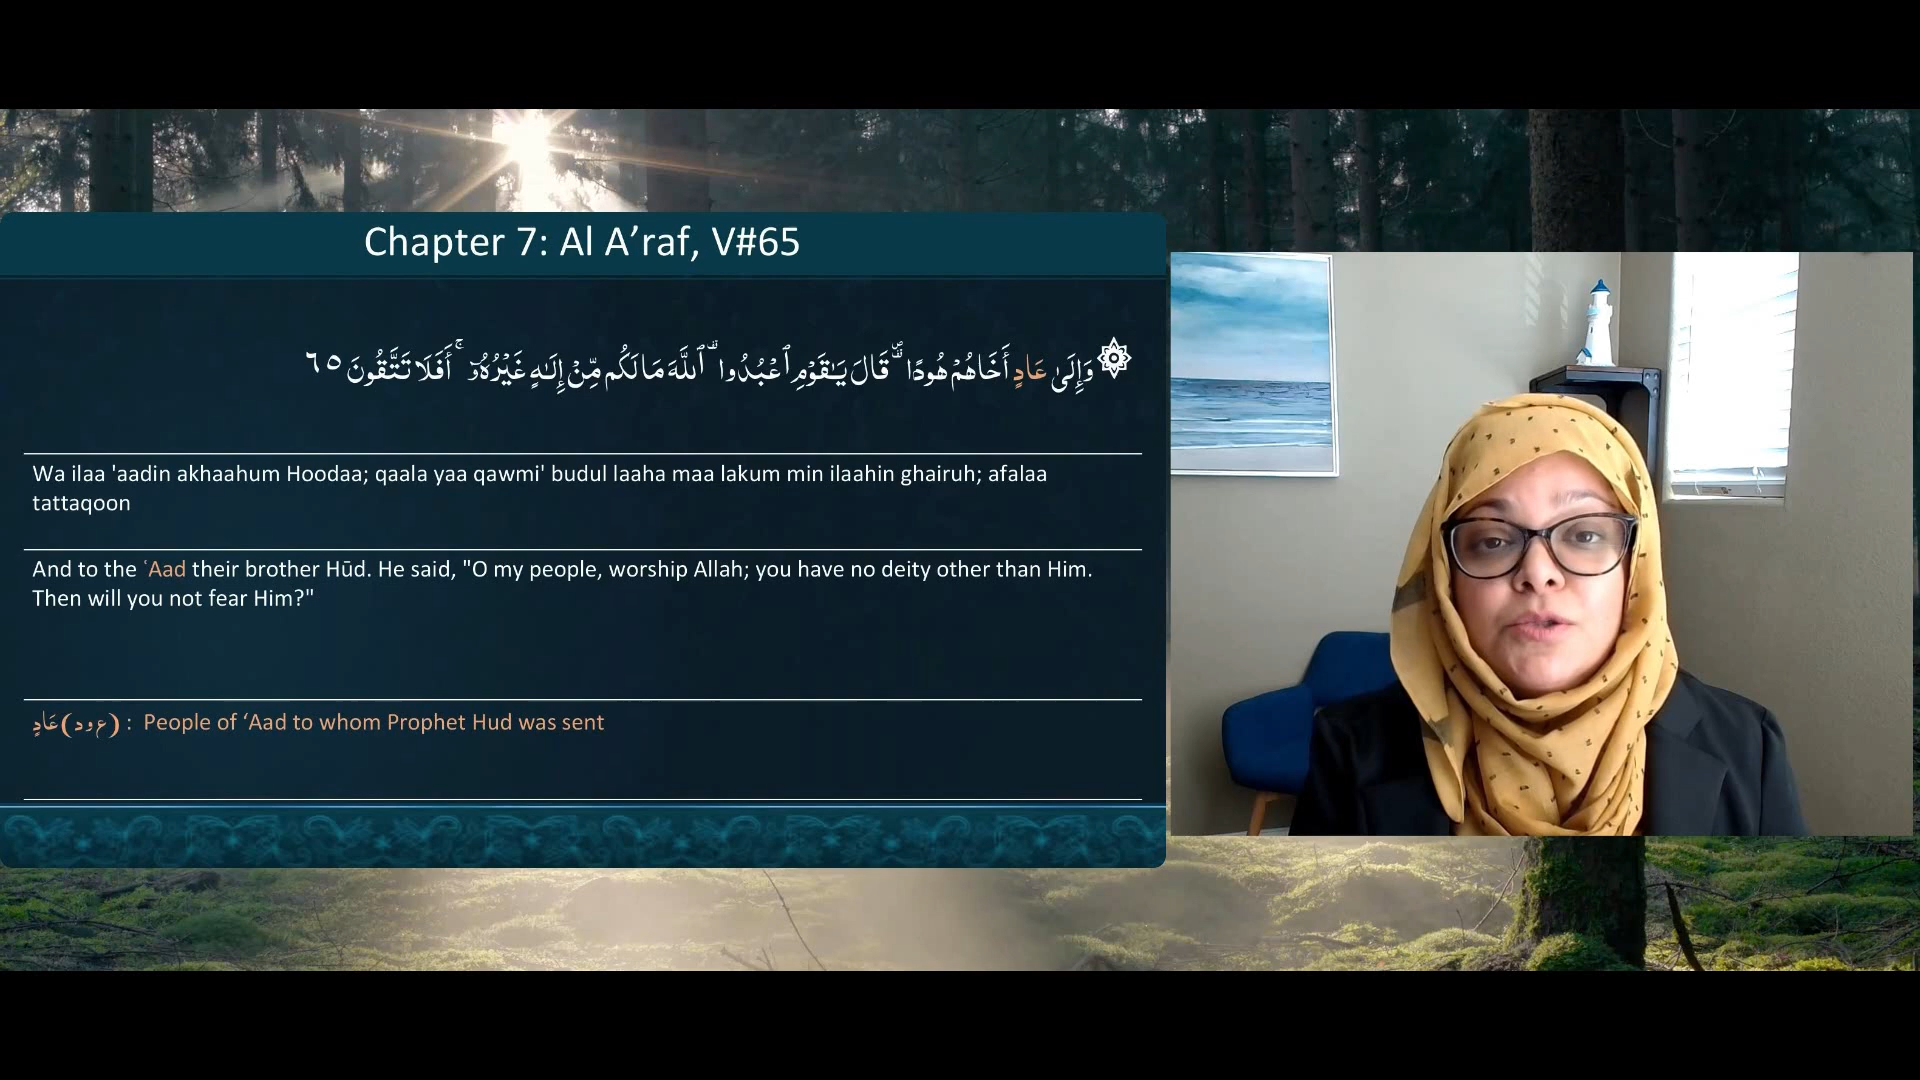 Chapter 7: Al A’raf, V#65
۞ وَإِلَىٰ عَادٍ أَخَاهُمْ هُودًا ۗ قَالَ يَـٰقَوْمِ ٱعْبُدُوا۟ ٱللَّهَ مَا لَكُم مِّنْ إِلَـٰهٍ غَيْرُهُۥٓ ۚ أَفَلَا تَتَّقُونَ ٦٥
Wa ilaa 'aadin akhaahum Hoodaa; qaala yaa qawmi' budul laaha maa lakum min ilaahin ghairuh; afalaa
tattaqoon
And to the ʿAad their brother Hūd. He said, "O my people, worship Allah; you have no deity other than Him.
Then will you not fear Him?"
عَادٍ(ع و د) : People of ‘Aad to whom Prophet Hud was sent